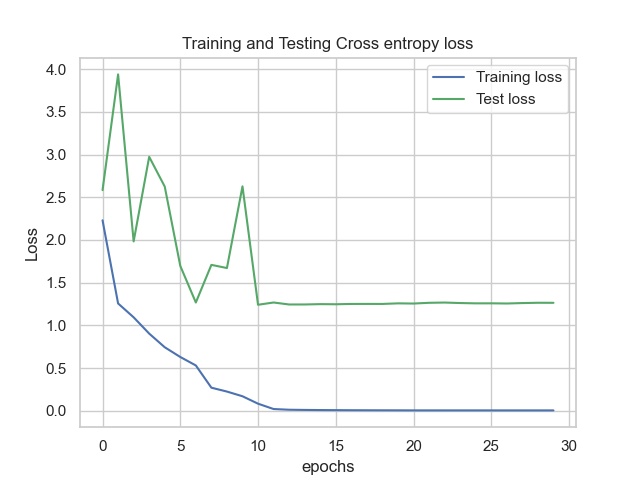 Training and Testing Cross entropy loss
Training loss
Test loss
4.0
3.5
3.0
2.5
2.0
1.5
1.0
0.5
0.0
Loss
0 5 10 15 20 25 30
epochs